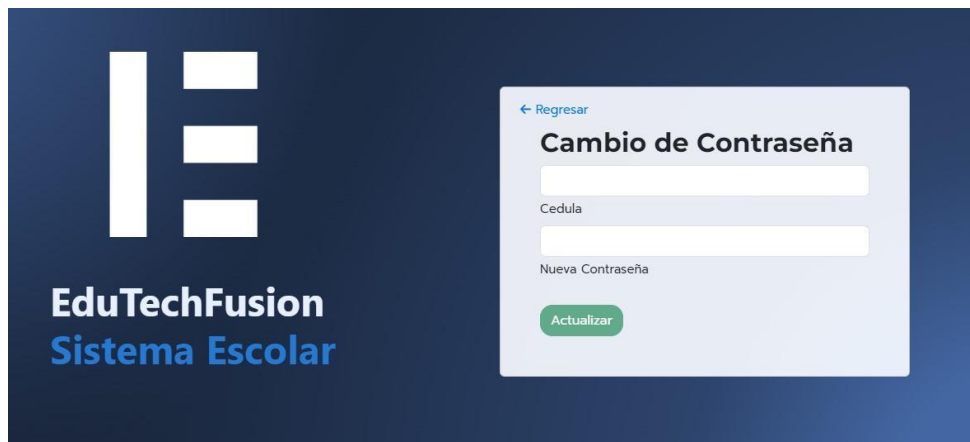 EduTechFusion
Sistema Escolar
← Regresar
Cambio de Contraseña
Cedula
Nueva Contraseña
Actualizar